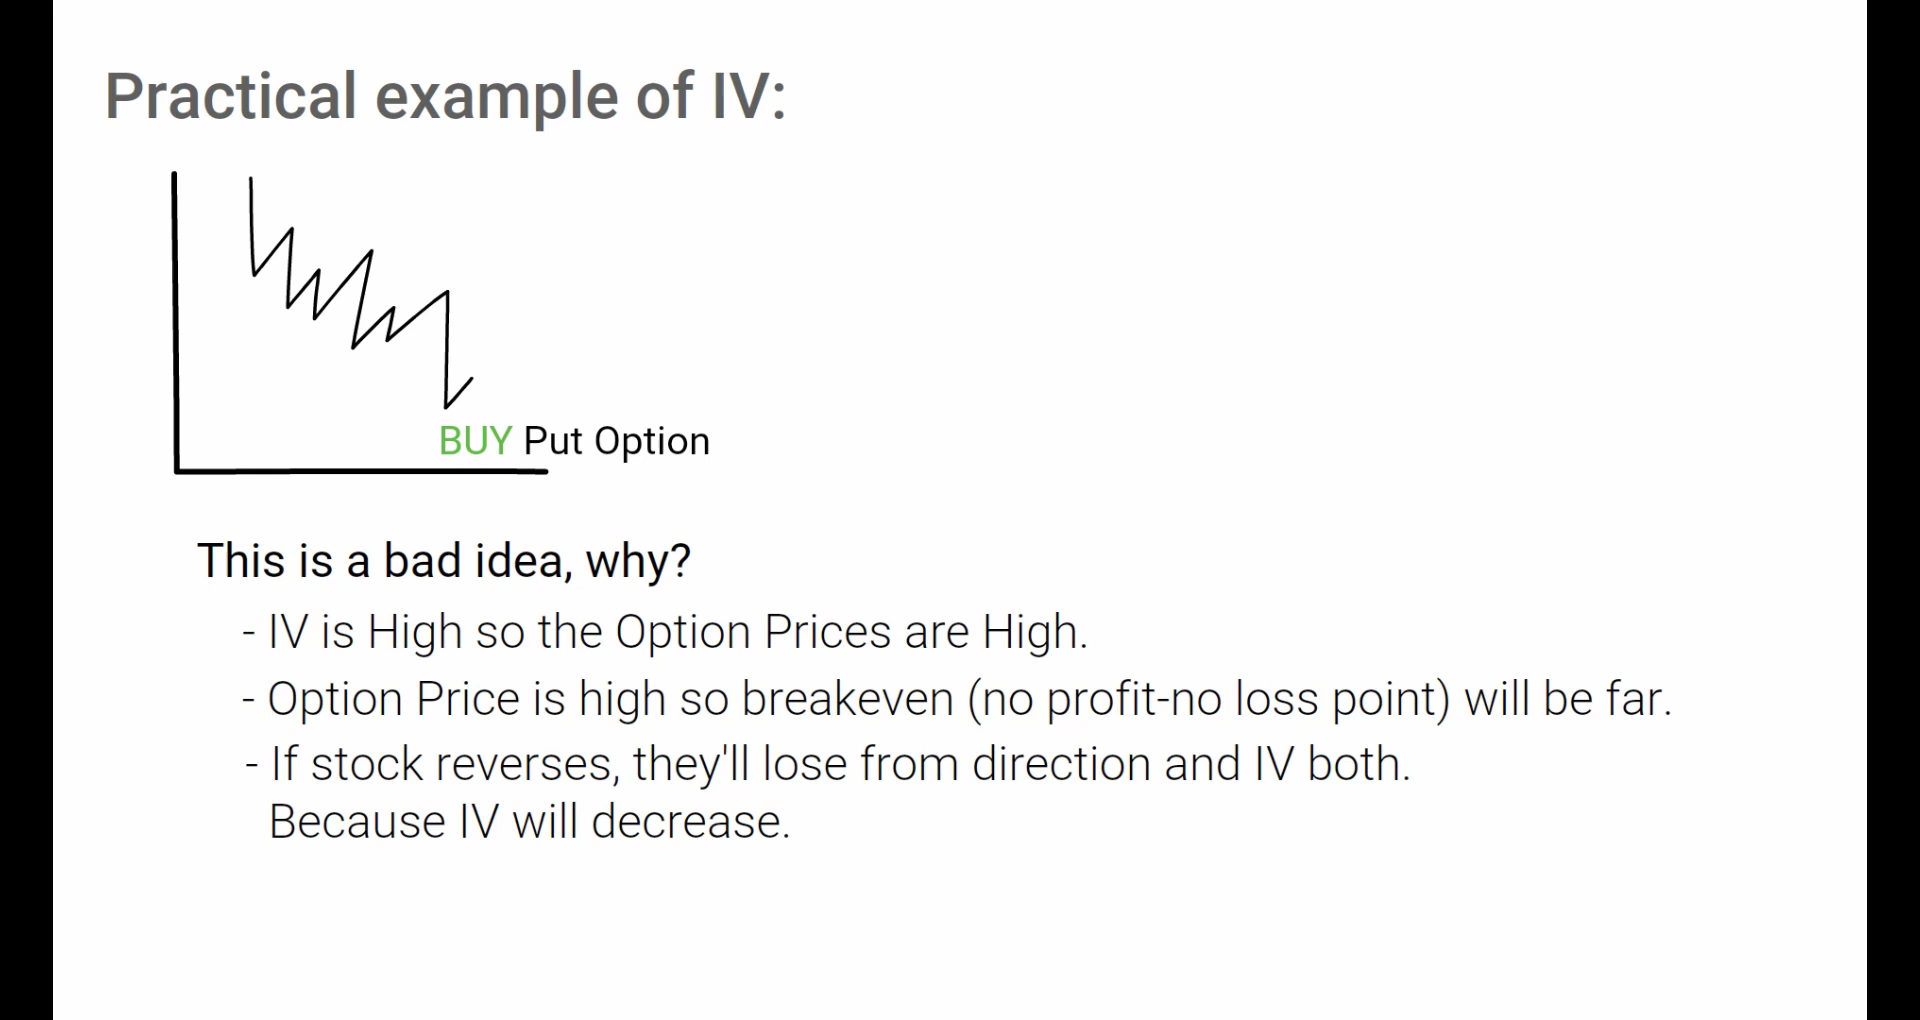 Practical example of IV:
BUY Put Option
This is a bad idea, why?
- IV is High so the Option Prices are High.
- Option Price is high so breakeven (no profit-no loss point) will be far.
- If stock reverses, they'll lose from direction and IV both.
Because IV will decrease.